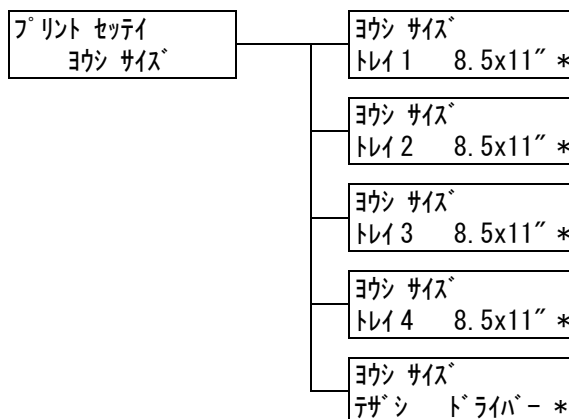 ﾌﾟﾘﾝﾄ ｾｯﾃｲ
ﾖｳｼ ｻｲｽﾞ
ﾖｳｼ ｻｲｽﾞ
ﾄﾚｲ 1 8.5x11″ *
ﾖｳｼ ｻｲｽﾞ
ﾄﾚｲ 2 8.5x11″ *
ﾖｳｼ ｻｲｽﾞ
ﾄﾚｲ 3 8.5x11″ *
ﾖｳｼ ｻｲｽﾞ
ﾄﾚｲ 4 8.5x11″ *
ﾖｳｼ ｻｲｽﾞ
ﾃｻﾞｼ ﾄﾞﾗｲﾊﾞｰ *